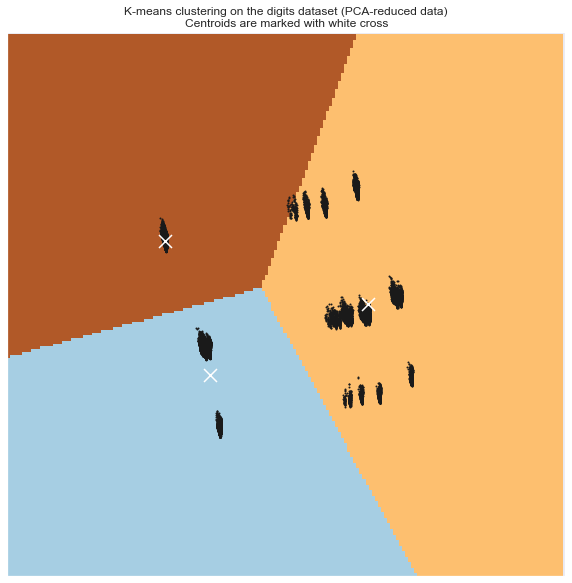 K-means clustering on the digits dataset (PCA-reduced data)
Centroids are marked with white cross